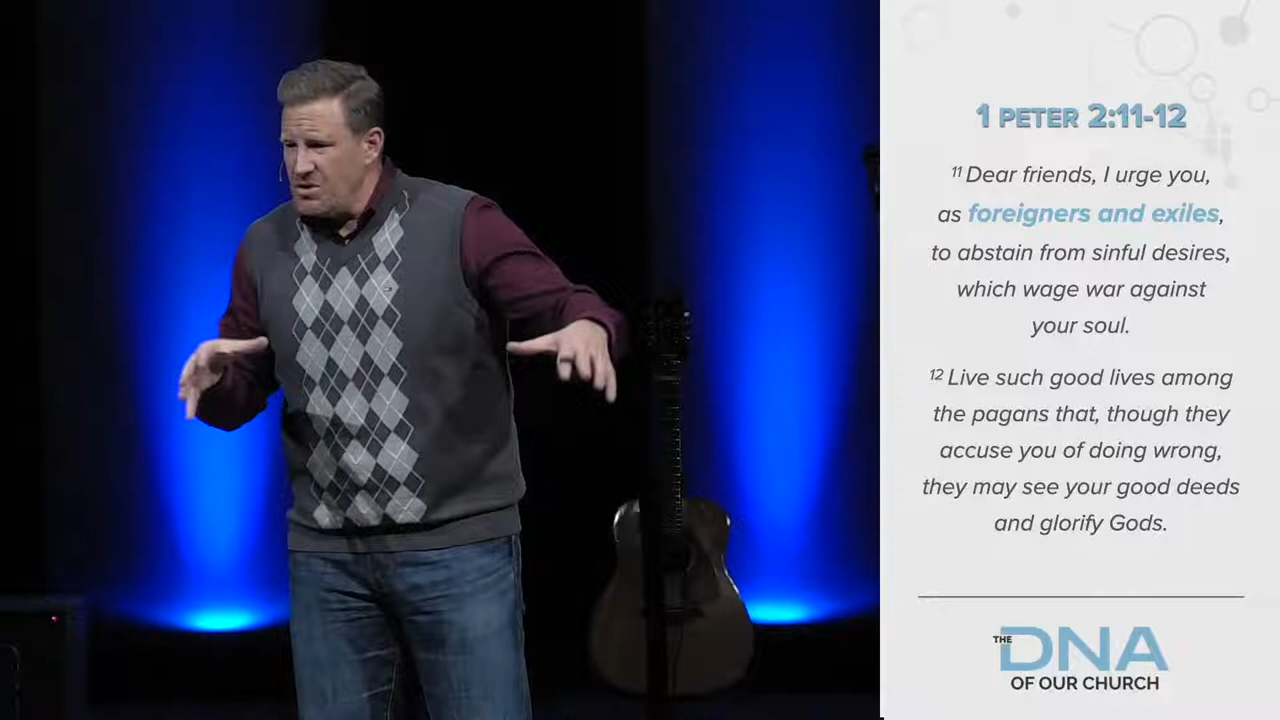 1 PETER 2:11-12
11 Dear friends, I urge you,
as foreigners and exiles,
to abstain from sinful desires,
which wage war against
your soul.
12 Live such good lives among
the pagans that, though they
accuse you of doing wrong,
they may see your good deeds
and glorify Gods.
THE DNA
OF OUR CHURCH